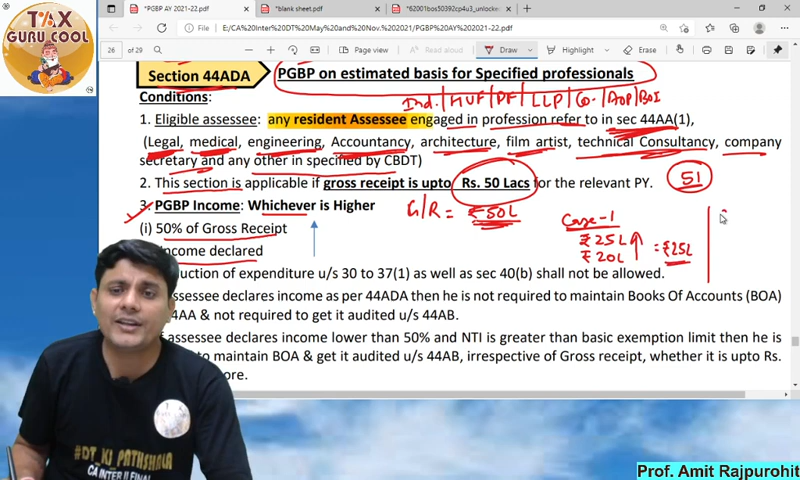 TAX
GURU COOL
*PGBP AY 2021-22.pdf
*blank sheet.pdf
*62001bos50392cp4u3_unlocked
E:/CA%20Inter%20DT%20May%20and%20Nov.%202021/PGBP%20AY%202021-22.pdf
26 of 29
Page view
Read aloud
Draw
Highlight
Erase
Section 44ADA
PGBP on estimated basis for Specified professionals
Conditions:
Ind. | HUF | PF | LLP | Co. | AOP | BOI
1. Eligible assessee: any resident Assessee engaged in profession refer to in sec 44AA(1),
(Legal, medical, engineering, Accountancy, architecture, film artist, technical Consultancy, company
secretary and any other in specified by CBDT)
2. This section is applicable if gross receipt is upto Rs. 50 Lacs for the relevant PY.
51
3. PGBP Income: Whichever is Higher
G/R = ₹50L
Case-1
(i) 50% of Gross Receipt
₹25L
Income declared
₹20L
= ₹25L
uction of expenditure u/s 30 to 37(1) as well as sec 40(b) shall not be allowed.
assessee declares income as per 44ADA then he is not required to maintain Books Of Accounts (BOA)
44AA & not required to get it audited u/s 44AB.
assessee declares income lower than 50% and NTI is greater than basic exemption limit then he is
to maintain BOA & get it audited u/s 44AB, irrespective of Gross receipt, whether it is upto Rs.
ore.
#DT_KI PATHSHALA
CA INTER || FINAL
Prof. Amit Rajpurohit